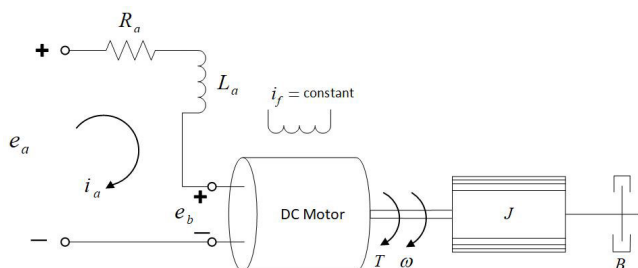 R_a
+
L_a
i_f = constant
e_a
i_a
+
e_b
DC Motor
J
−
−
T ω
B